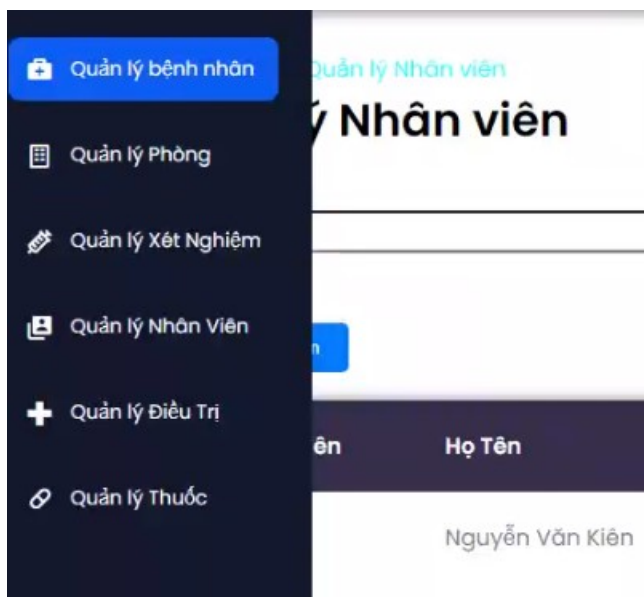 Quản lý bệnh nhân
Quản lý Phòng
Quản lý Xét Nghiệm
Quản lý Nhân Viên
Quản lý Điều Trị
Quản lý Thuốc
Quản lý Nhân viên
ý Nhân viên
ên
Họ Tên
Nguyễn Văn Kiên